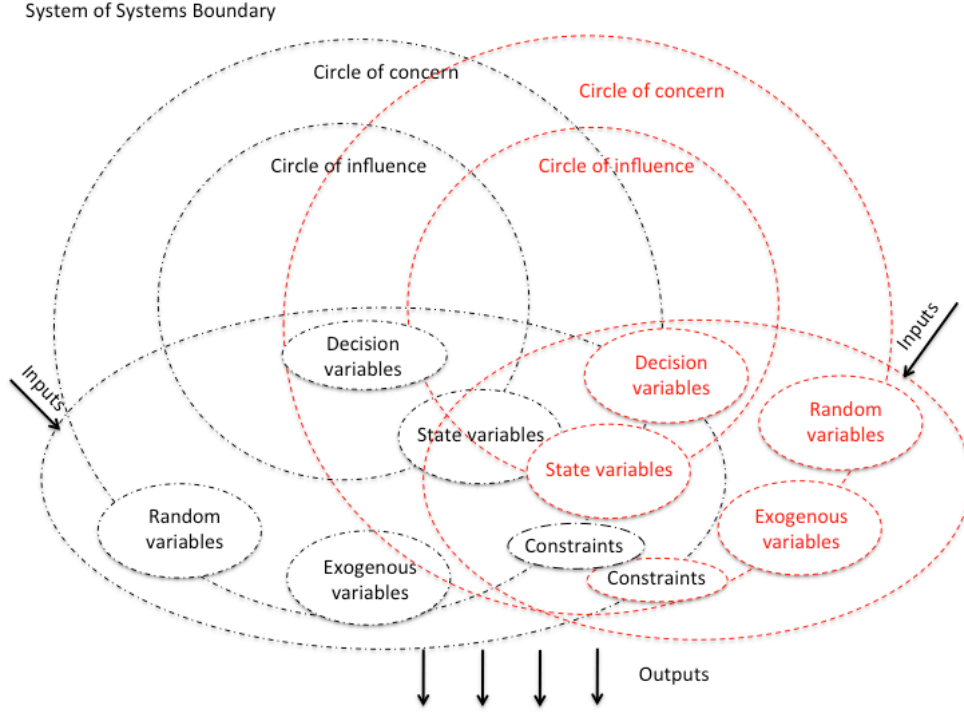 System of Systems Boundary
Circle of concern
Circle of concern
Circle of influence
Circle of influence
Inputs
Inputs
Decision
variables
Decision
variables
Random
variables
State variables
State variables
Random
variables
Exogenous
variables
Exogenous
variables
Constraints
Constraints
Outputs